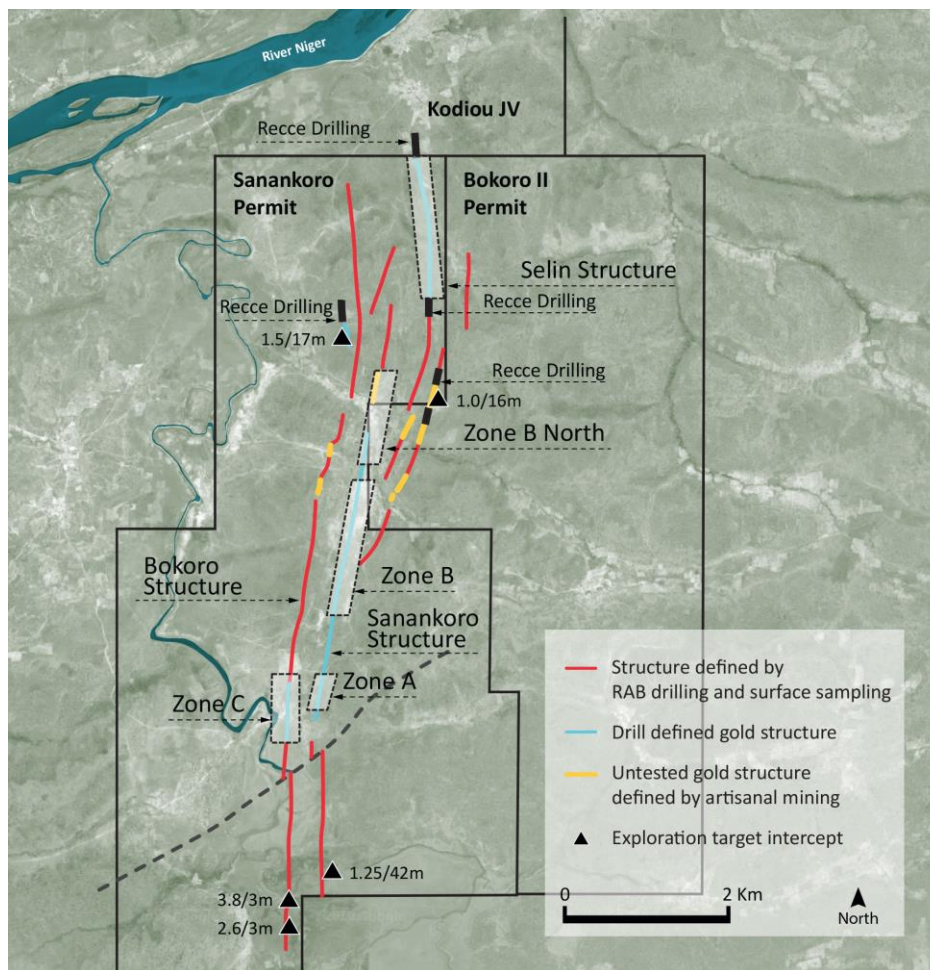 River Niger
Kodiou JV
Recce Drilling
Sanankoro
Permit
Bokoro II
Permit
Selin Structure
Recce Drilling
Recce Drilling
1.5/17m
Recce Drilling
1.0/16m
Zone B North
Bokoro
Structure
Zone B
Sanankoro
Structure
Zone A
Zone C
1.25/42m
3.8/3m
2.6/3m
Structure defined by
RAB drilling and surface sampling
Drill defined gold structure
Untested gold structure
defined by artisanal mining
Exploration target intercept
0
2 Km
North